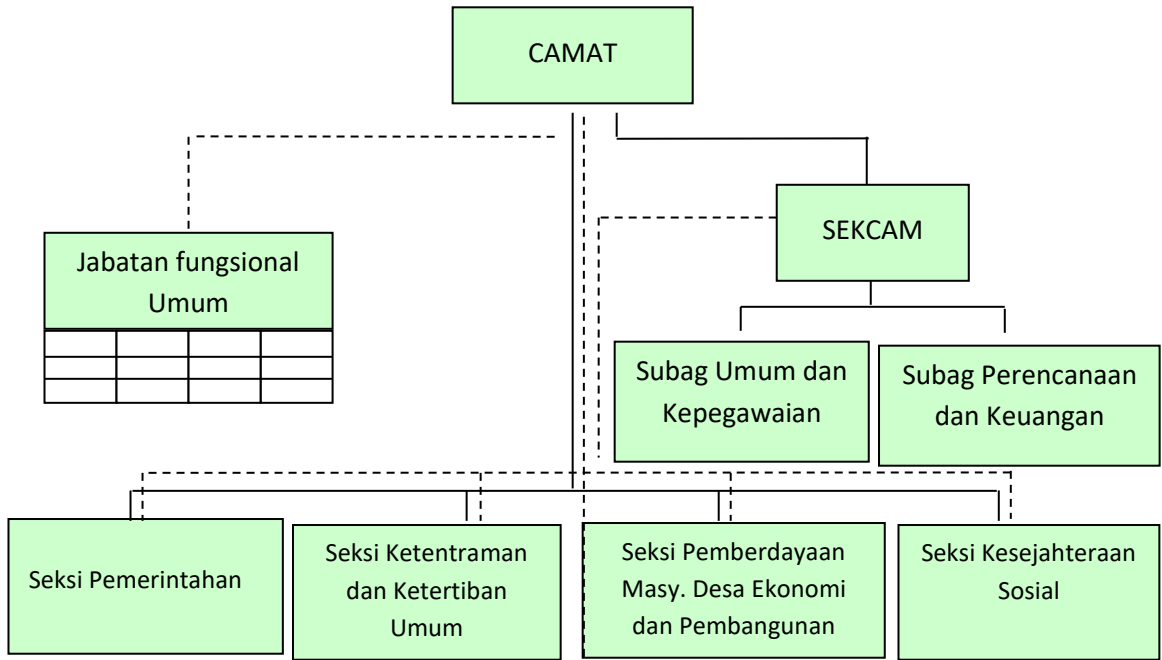 CAMAT
SEKCAM
Jabatan fungsional
Umum
Subag Umum dan
Kepegawaian
Subag Perencanaan
dan Keuangan
Seksi Pemerintahan
Seksi Ketentraman
dan Ketertiban
Umum
Seksi Pemberdayaan
Masy. Desa Ekonomi
dan Pembangunan
Seksi Kesejahteraan
Sosial